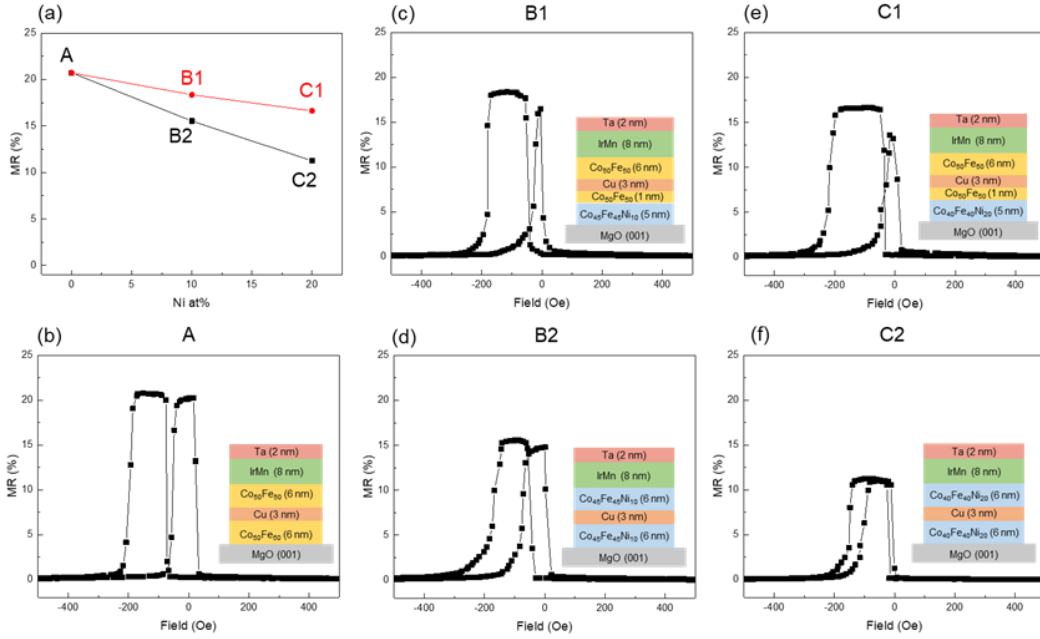 (a)
MR (%)
25
20
15
10
5
0
A
B1
B2
C1
C2
0
5
10
15
20
Ni at%
(c)
B1
MR (%)
25
20
15
10
5
0
Ta (2 nm)
IrMn (8 nm)
Co₅₀Fe₅₀ (6 nm)
Cu (3 nm)
Co₅₀Fe₅₀ (1 nm)
Co₄₅Fe₄₅Ni₁₀ (5 nm)
MgO (001)
-400
-200
0
200
400
Field (Oe)
(e)
C1
MR (%)
25
20
15
10
5
0
Ta (2 nm)
IrMn (8 nm)
Co₅₀Fe₅₀ (6 nm)
Cu (3 nm)
Co₅₀Fe₅₀ (1 nm)
Co₄₀Fe₄₀Ni₂₀ (5 nm)
MgO (001)
-400
-200
0
200
400
Field (Oe)
(b)
A
MR (%)
25
20
15
10
5
0
Ta (2 nm)
IrMn (8 nm)
Co₅₀Fe₅₀ (6 nm)
Cu (3 nm)
Co₅₀Fe₅₀ (6 nm)
MgO (001)
-400
-200
0
200
400
Field (Oe)
(d)
B2
MR (%)
25
20
15
10
5
0
Ta (2 nm)
IrMn (8 nm)
Co₄₅Fe₄₅Ni₁₀ (6 nm)
Cu (3 nm)
Co₄₅Fe₄₅Ni₁₀ (6 nm)
MgO (001)
-400
-200
0
200
400
Field (Oe)
(f)
C2
MR (%)
25
20
15
10
5
0
Ta (2 nm)
IrMn (8 nm)
Co₄₀Fe₄₀Ni₂₀ (6 nm)
Cu (3 nm)
Co₄₀Fe₄₀Ni₂₀ (6 nm)
MgO (001)
-400
-200
0
200
400
Field (Oe)